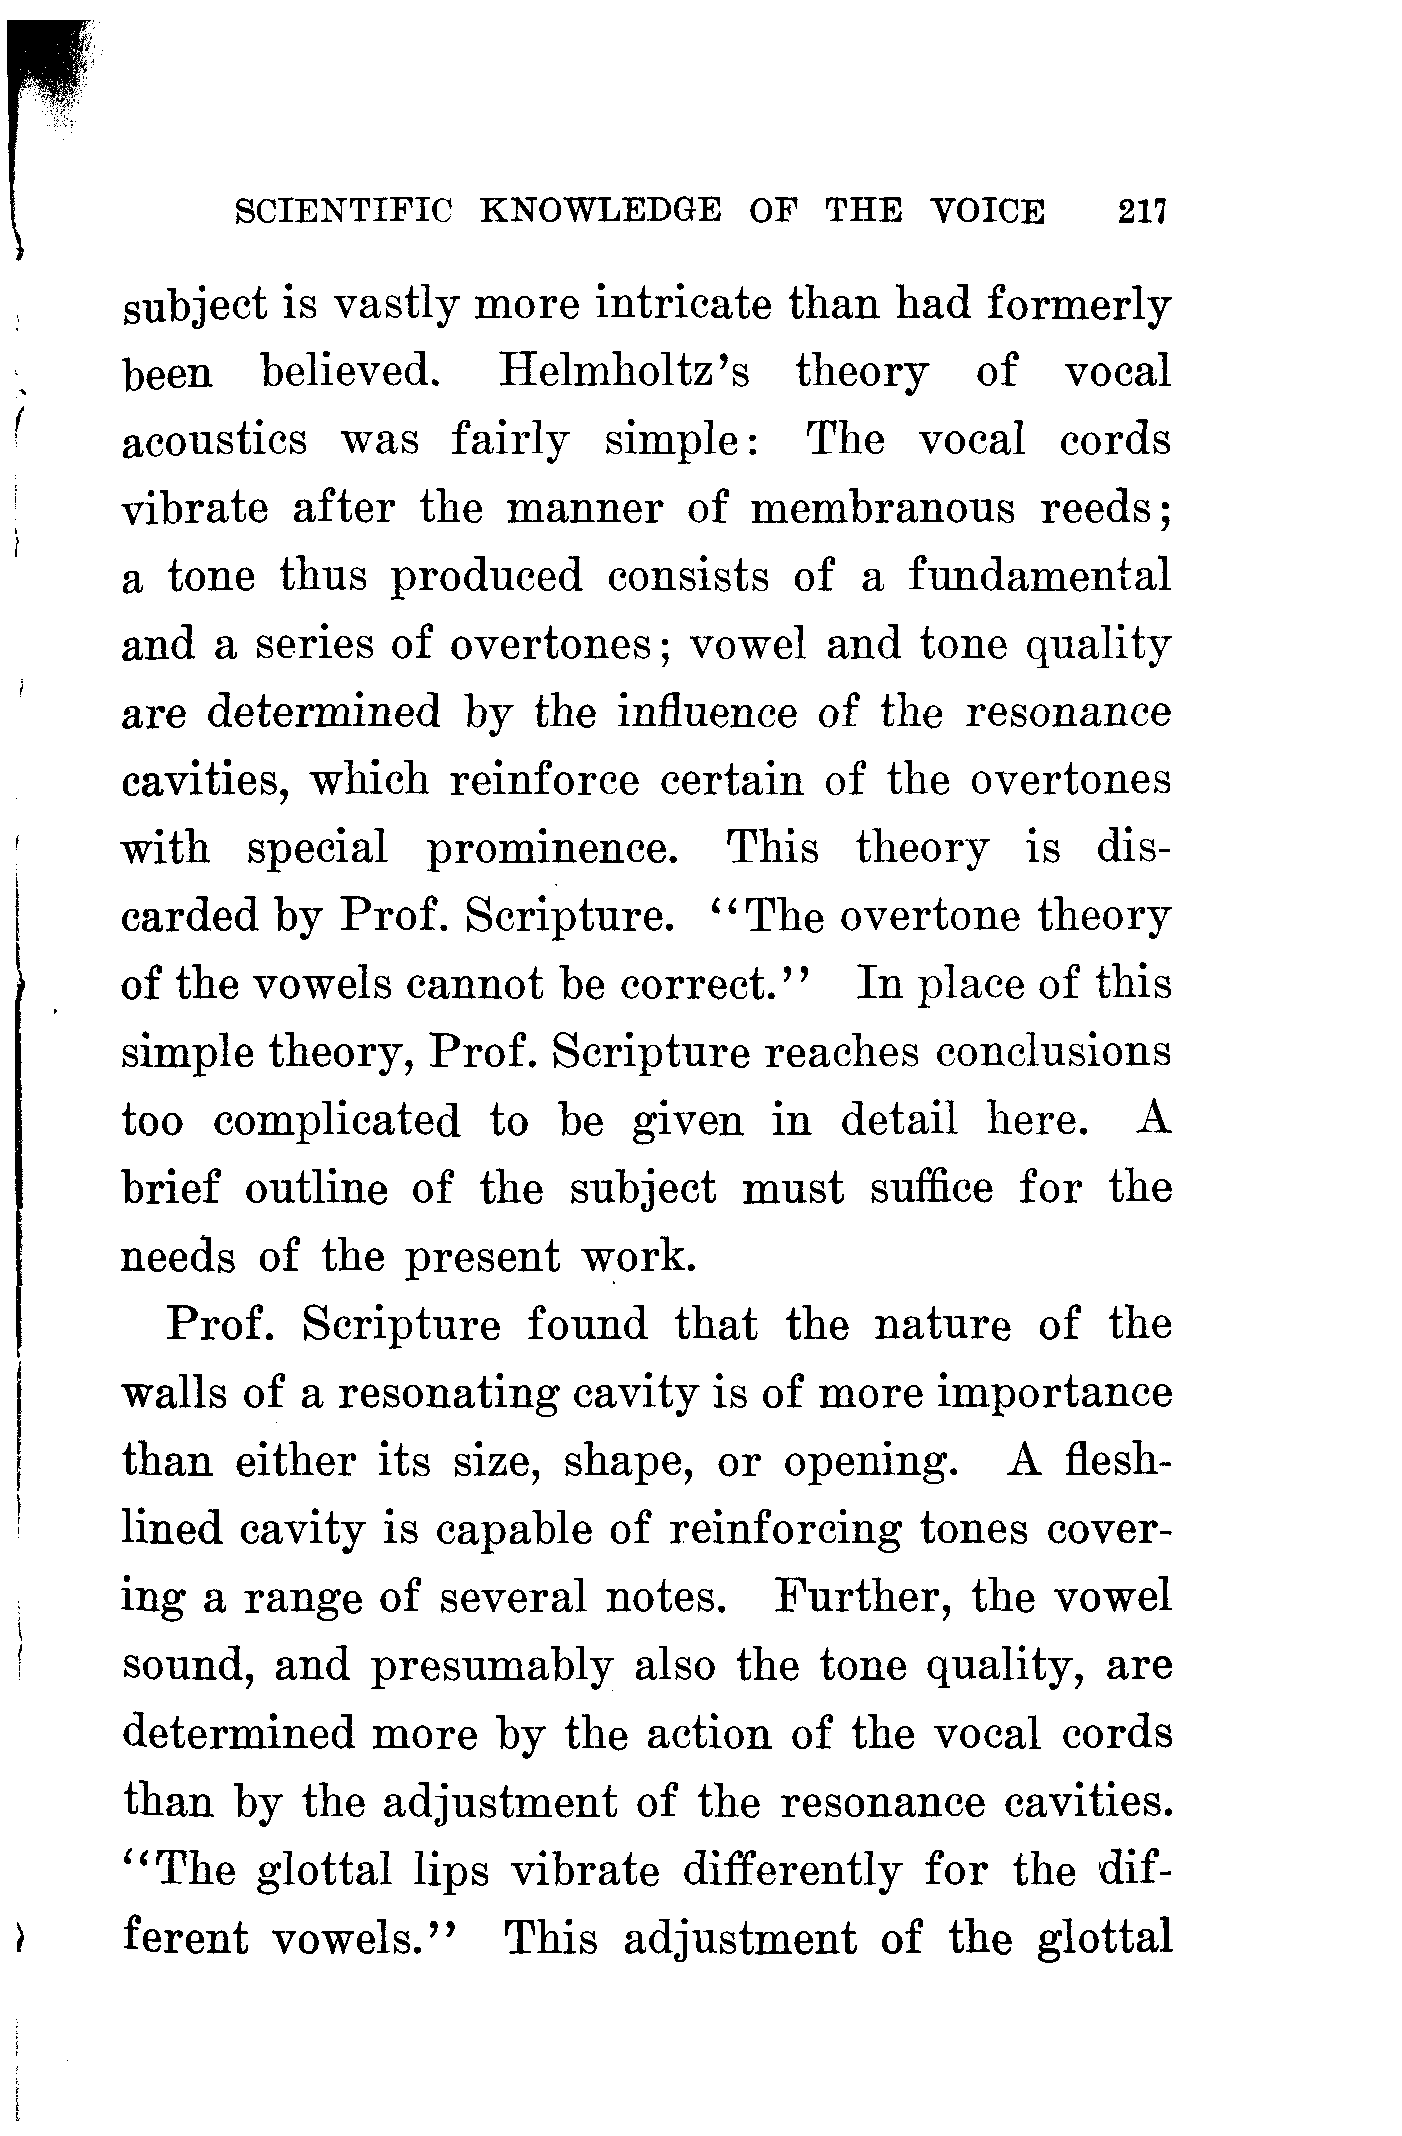 SCIENTIFIC KNOWLEDGE OF THE VOICE 217
subject is vastly more intricate than had formerly
been believed. Helmholtz's theory of vocal
acoustics was fairly simple: The vocal cords
vibrate after the manner of membranous reeds;
a tone thus produced consists of a fundamental
and a series of overtones; vowel and tone quality
are determined by the influence of the resonance
cavities, which reinforce certain of the overtones
with special prominence. This theory is dis-
carded by Prof. Scripture. "The overtone theory
of the vowels cannot be correct." In place of this
simple theory, Prof. Scripture reaches conclusions
too complicated to be given in detail here. A
brief outline of the subject must suffice for the
needs of the present work.
Prof. Scripture found that the nature of the
walls of a resonating cavity is of more importance
than either its size, shape, or opening. A flesh-
lined cavity is capable of reinforcing tones cover-
ing a range of several notes. Further, the vowel
sound, and presumably also the tone quality, are
determined more by the action of the vocal cords
than by the adjustment of the resonance cavities.
"The glottal lips vibrate differently for the dif-
ferent vowels." This adjustment of the glottal